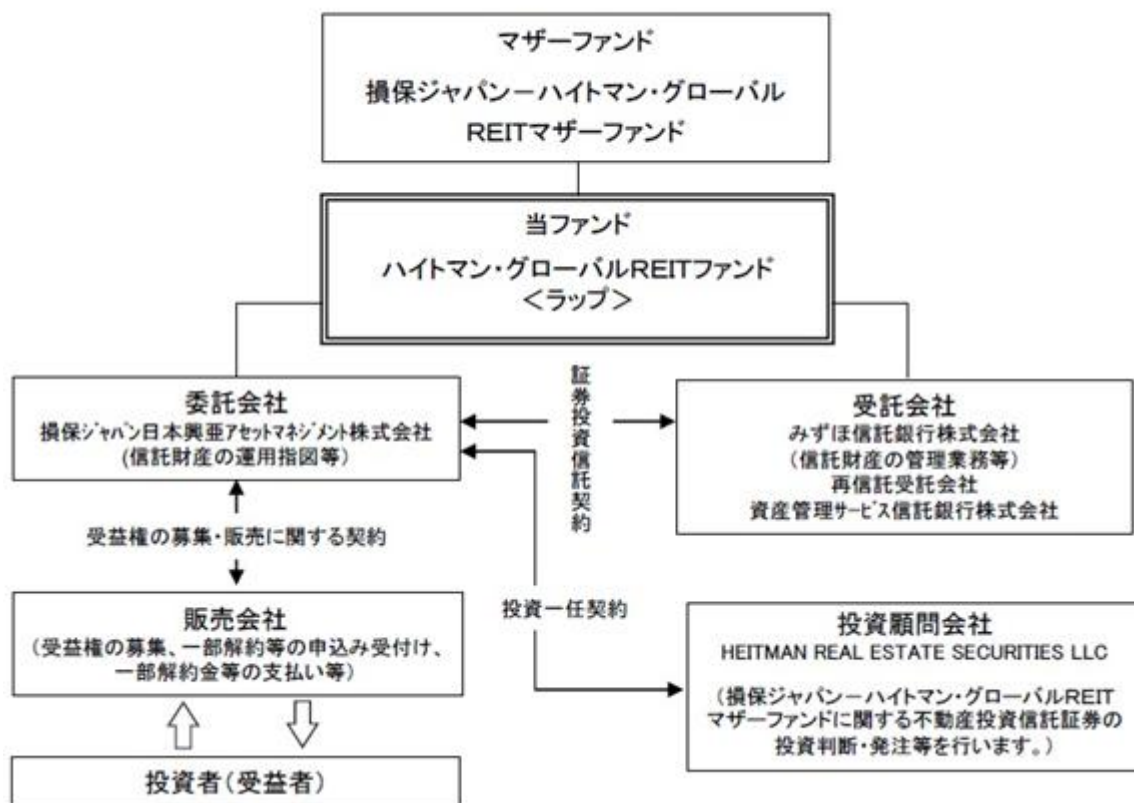 マザーファンド
損保ジャパン－ハイトマン・グローバル
REITマザーファンド
当ファンド
ハイトマン・グローバルREITファンド
＜ラップ＞
委託会社
損保ｼﾞｬﾊﾟﾝ日本興亜ｱｾｯﾄﾏﾈｼﾞﾒﾝﾄ株式会社
(信託財産の運用指図等)
証券投資信託契約
受託会社
みずほ信託銀行株式会社
（信託財産の管理業務等）
再信託受託会社
資産管理ｻｰﾋﾞｽ信託銀行株式会社
受益権の募集・販売に関する契約
販売会社
（受益権の募集、一部解約等の申込み受付け、
一部解約金等の支払い等）
投資一任契約
投資顧問会社
HEITMAN REAL ESTATE SECURITIES LLC
（損保ジャパン－ハイトマン・グローバルREIT
マザーファンドに関する不動産投資信託証券の
投資判断・発注等を行います。）
投資者（受益者）